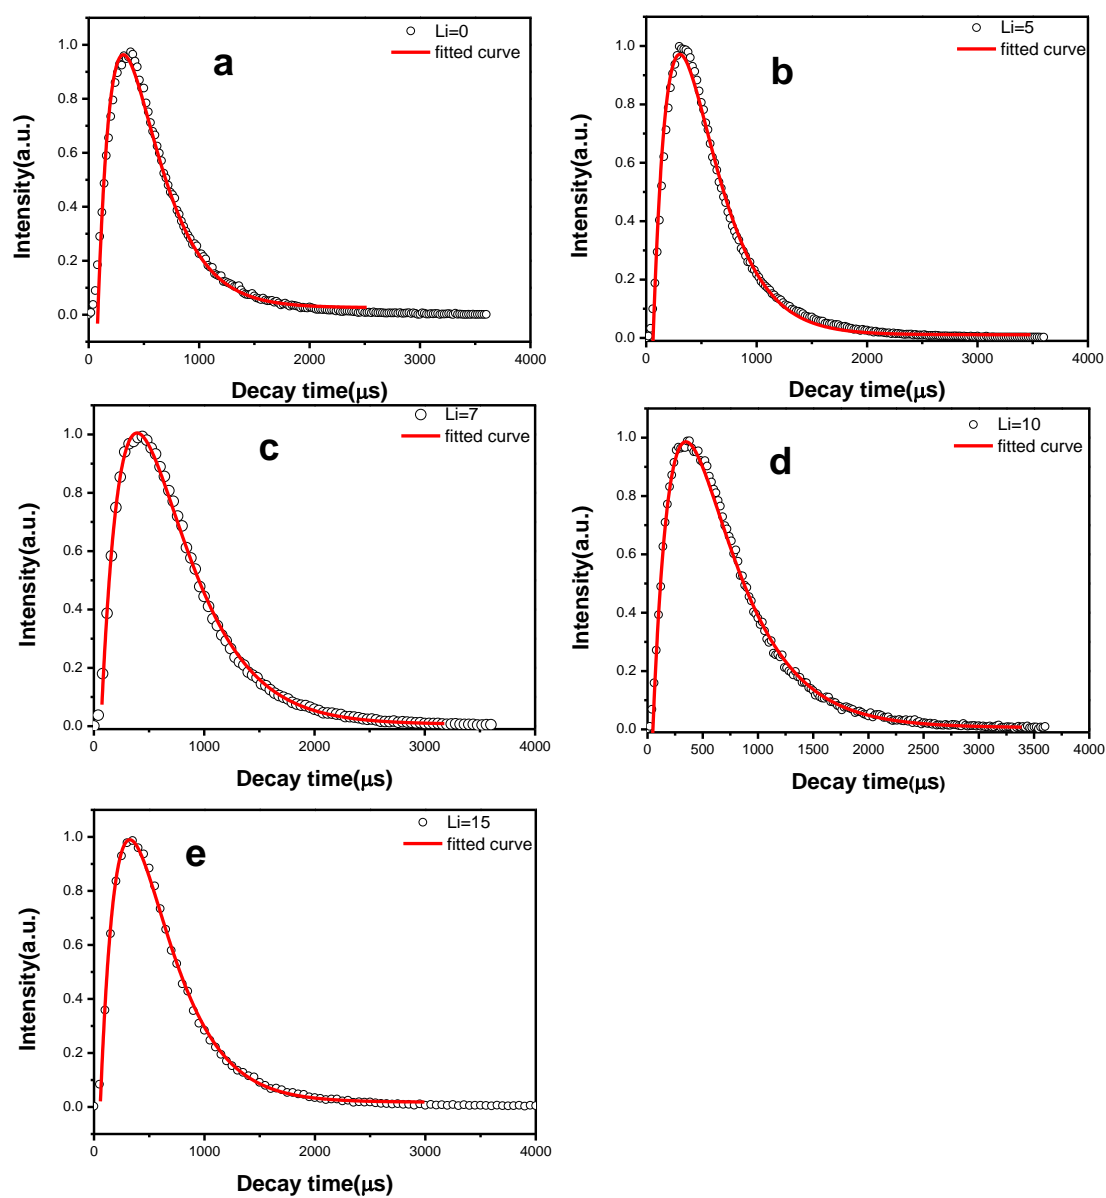 Li=0
fitted curve
a
1.0
0.8
0.6
0.4
0.2
0.0
Intensity(a.u.)
0 1000 2000 3000 4000
Decay time(μs)
Li=5
fitted curve
b
1.0
0.8
0.6
0.4
0.2
0.0
Intensity(a.u.)
0 1000 2000 3000 4000
Decay time(μs)
Li=7
fitted curve
c
1.0
0.8
0.6
0.4
0.2
0.0
Intensity(a.u.)
0 1000 2000 3000 4000
Decay time(μs)
Li=10
fitted curve
d
1.0
0.8
0.6
0.4
0.2
0.0
Intensity(a.u.)
0 500 1000 1500 2000 2500 3000 3500 4000
Decay time(μs)
Li=15
fitted curve
e
1.0
0.8
0.6
0.4
0.2
0.0
Intensity(a.u.)
0 1000 2000 3000 4000
Decay time(μs)